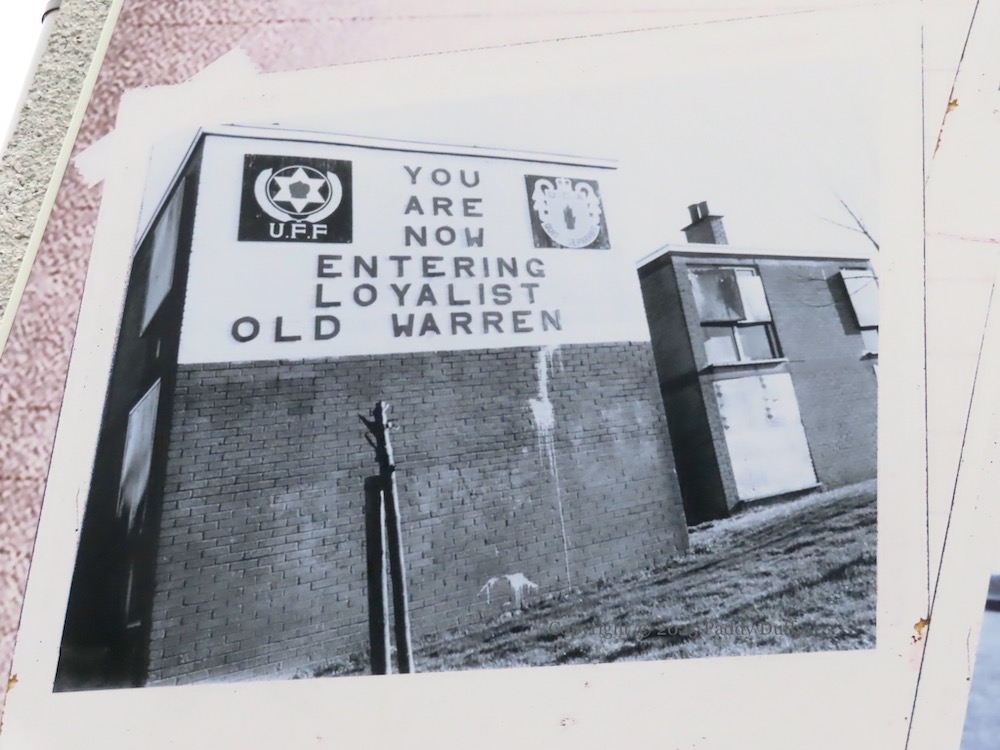 YOU
ARE
NOW
ENTERING
LOYALIST
OLD WARREN
U.F.F